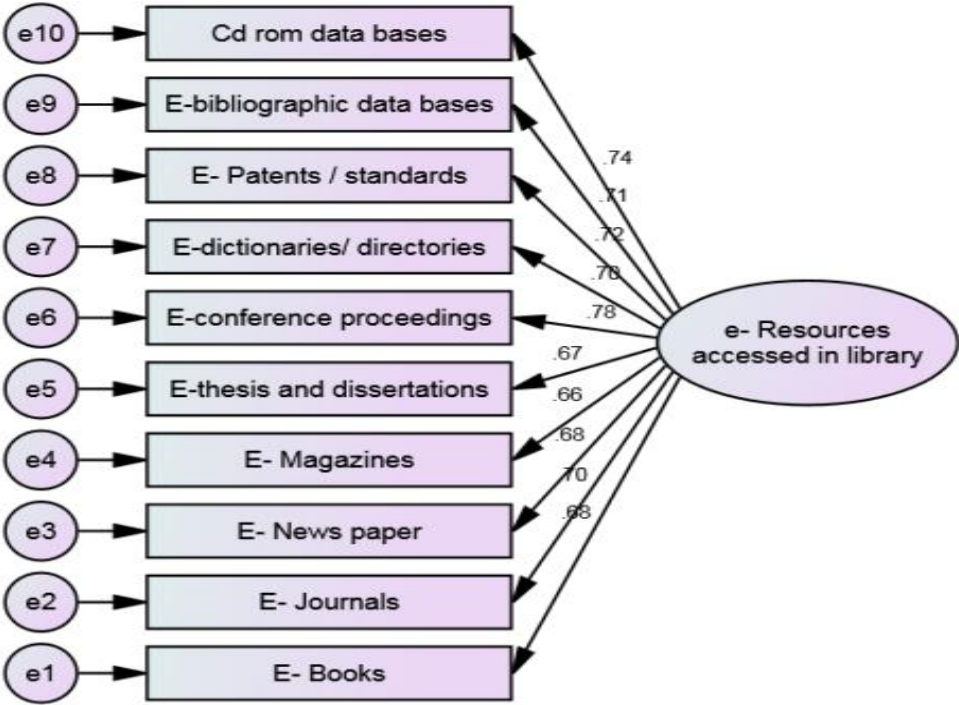 e10
Cd rom data bases
e9
E-bibliographic data bases
e8
E- Patents / standards
e7
E-dictionaries/ directories
e6
E-conference proceedings
e5
E-thesis and dissertations
e4
E- Magazines
e3
E- News paper
e2
E- Journals
e1
E- Books
.74
.71
.72
.70
.78
.67
.66
.68
.70
.68
e- Resources
accessed in library